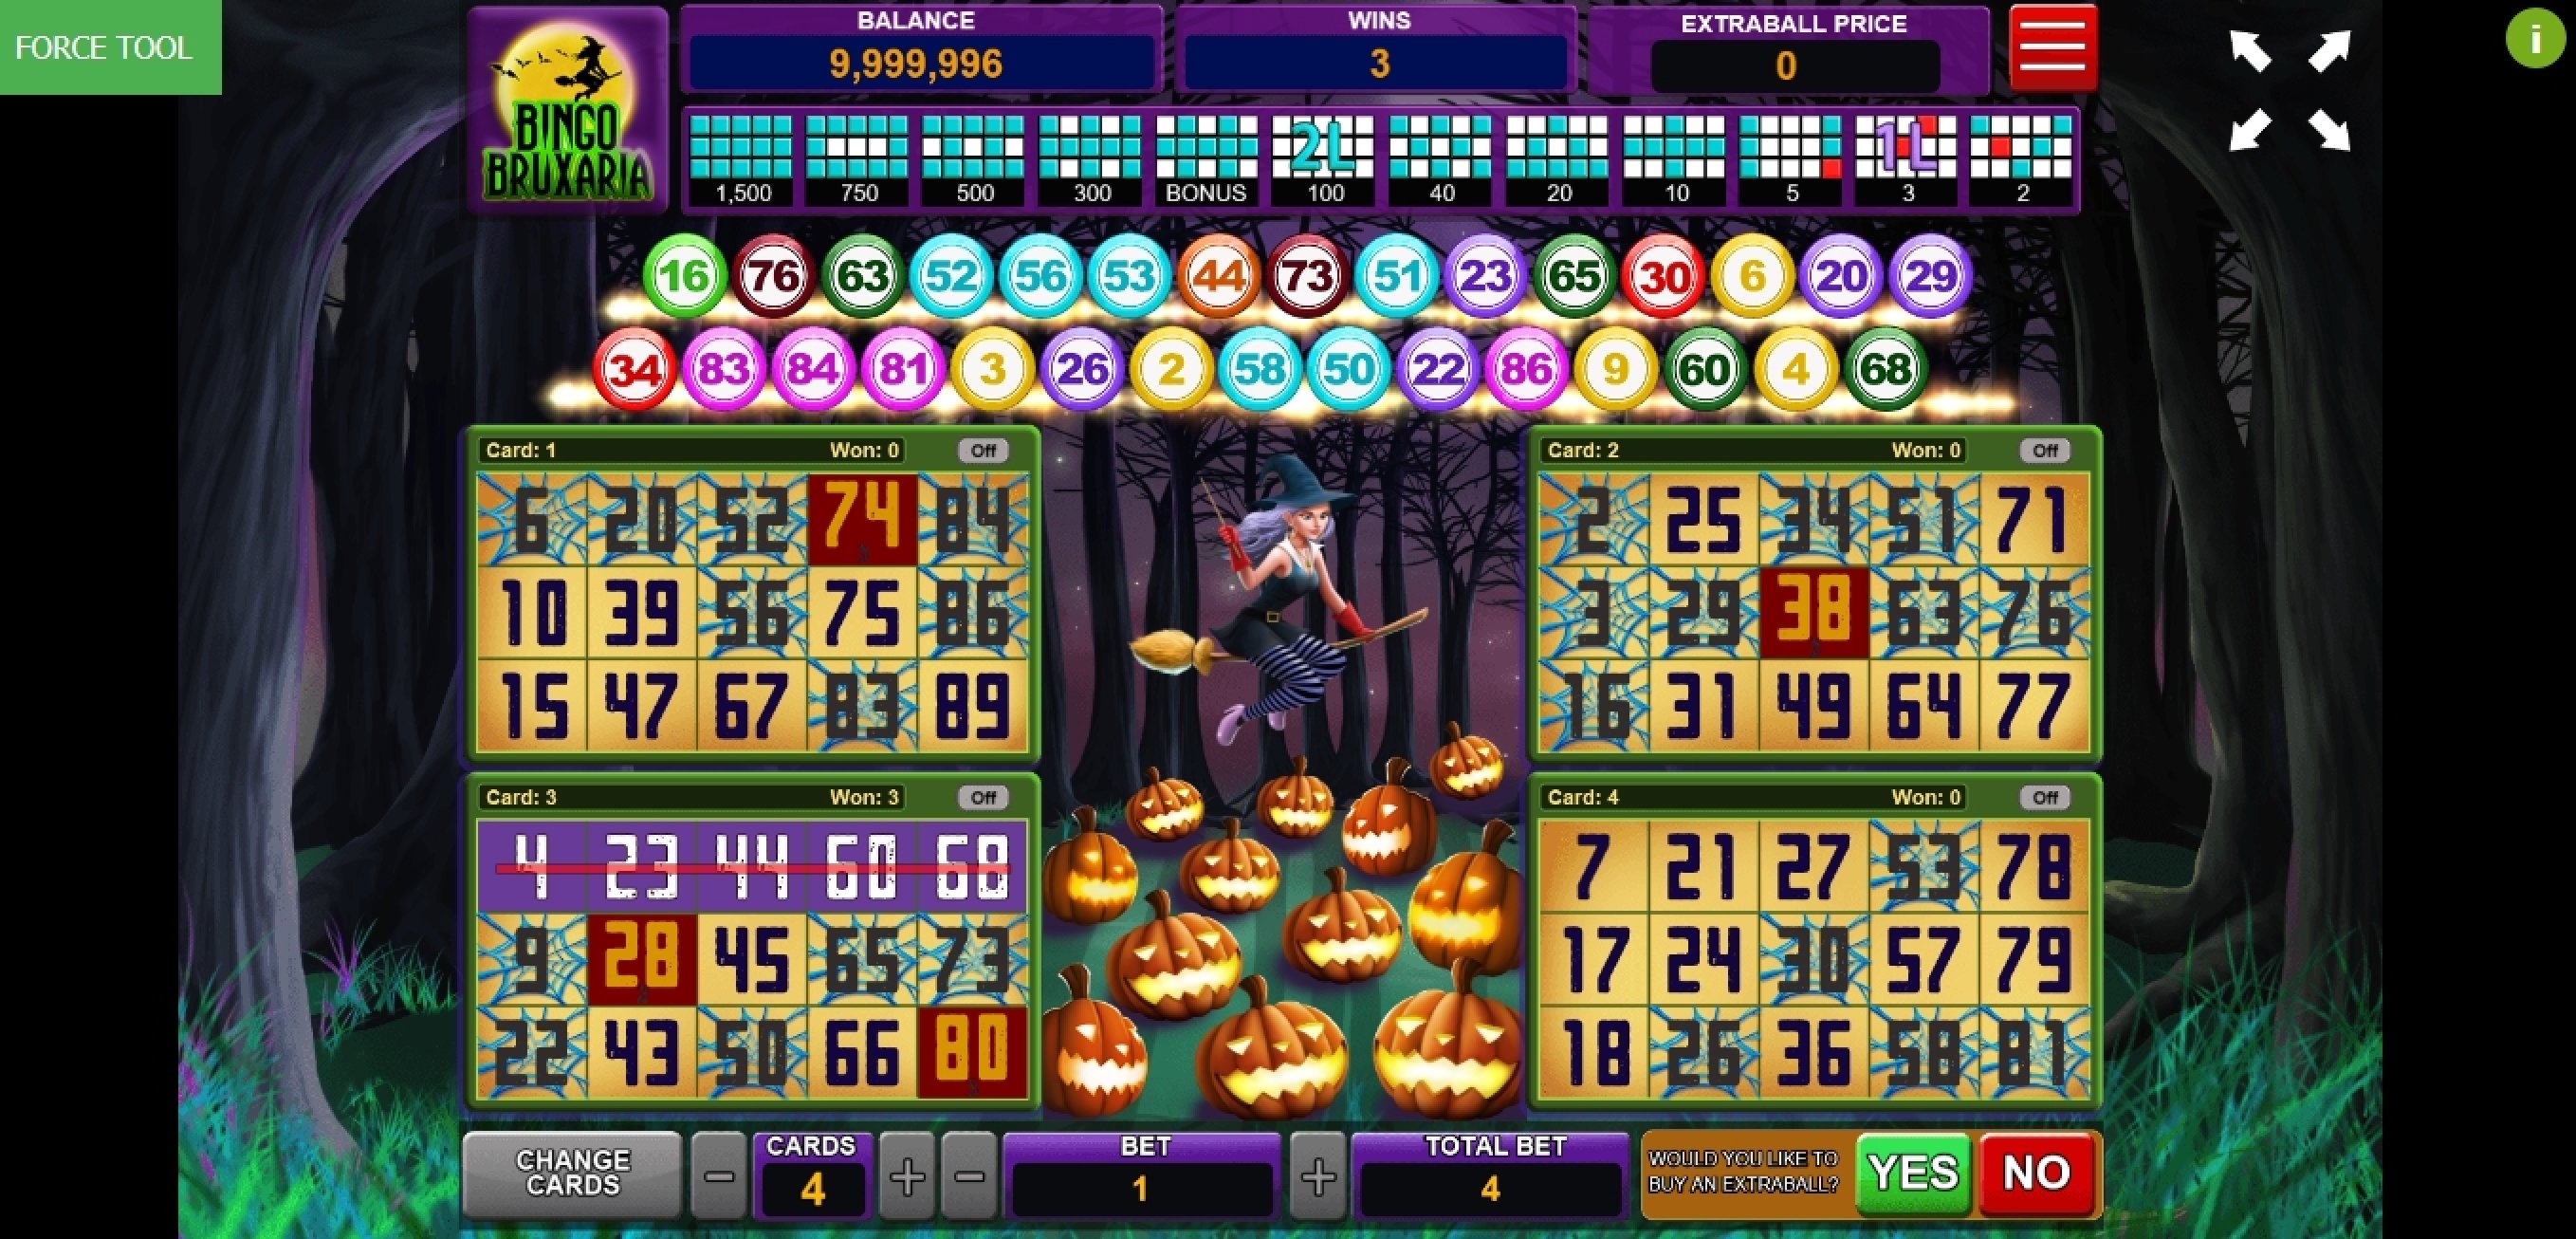 FORCE TOOL
BINGO
BRUXARIA
BALANCE
9,999,996
WINS
3
EXTRABALL PRICE
0
i
1,500
750
500
300
BONUS
2L
100
40
20
10
5
1L
3
2
16 76 63 52 56 53 44 73 51 23 65 30 6 20 29
34 83 84 81 3 26 2 58 50 22 86 9 60 4 68
Card: 1 Won: 0 Off
6 20 52 74 84
10 39 56 75 86
15 47 67 83 89
Card: 2 Won: 0 Off
2 25 34 51 71
3 29 38 63 76
16 31 49 64 77
Card: 3 Won: 3 Off
4 23 44 60 68
9 28 45 65 73
22 43 50 66 80
Card: 4 Won: 0 Off
7 21 27 53 78
17 24 30 57 79
18 26 36 58 81
CHANGE
CARDS
−
CARDS
4
+
−
BET
1
+
TOTAL BET
4
WOULD YOU LIKE TO
BUY AN EXTRABALL?
YES
NO